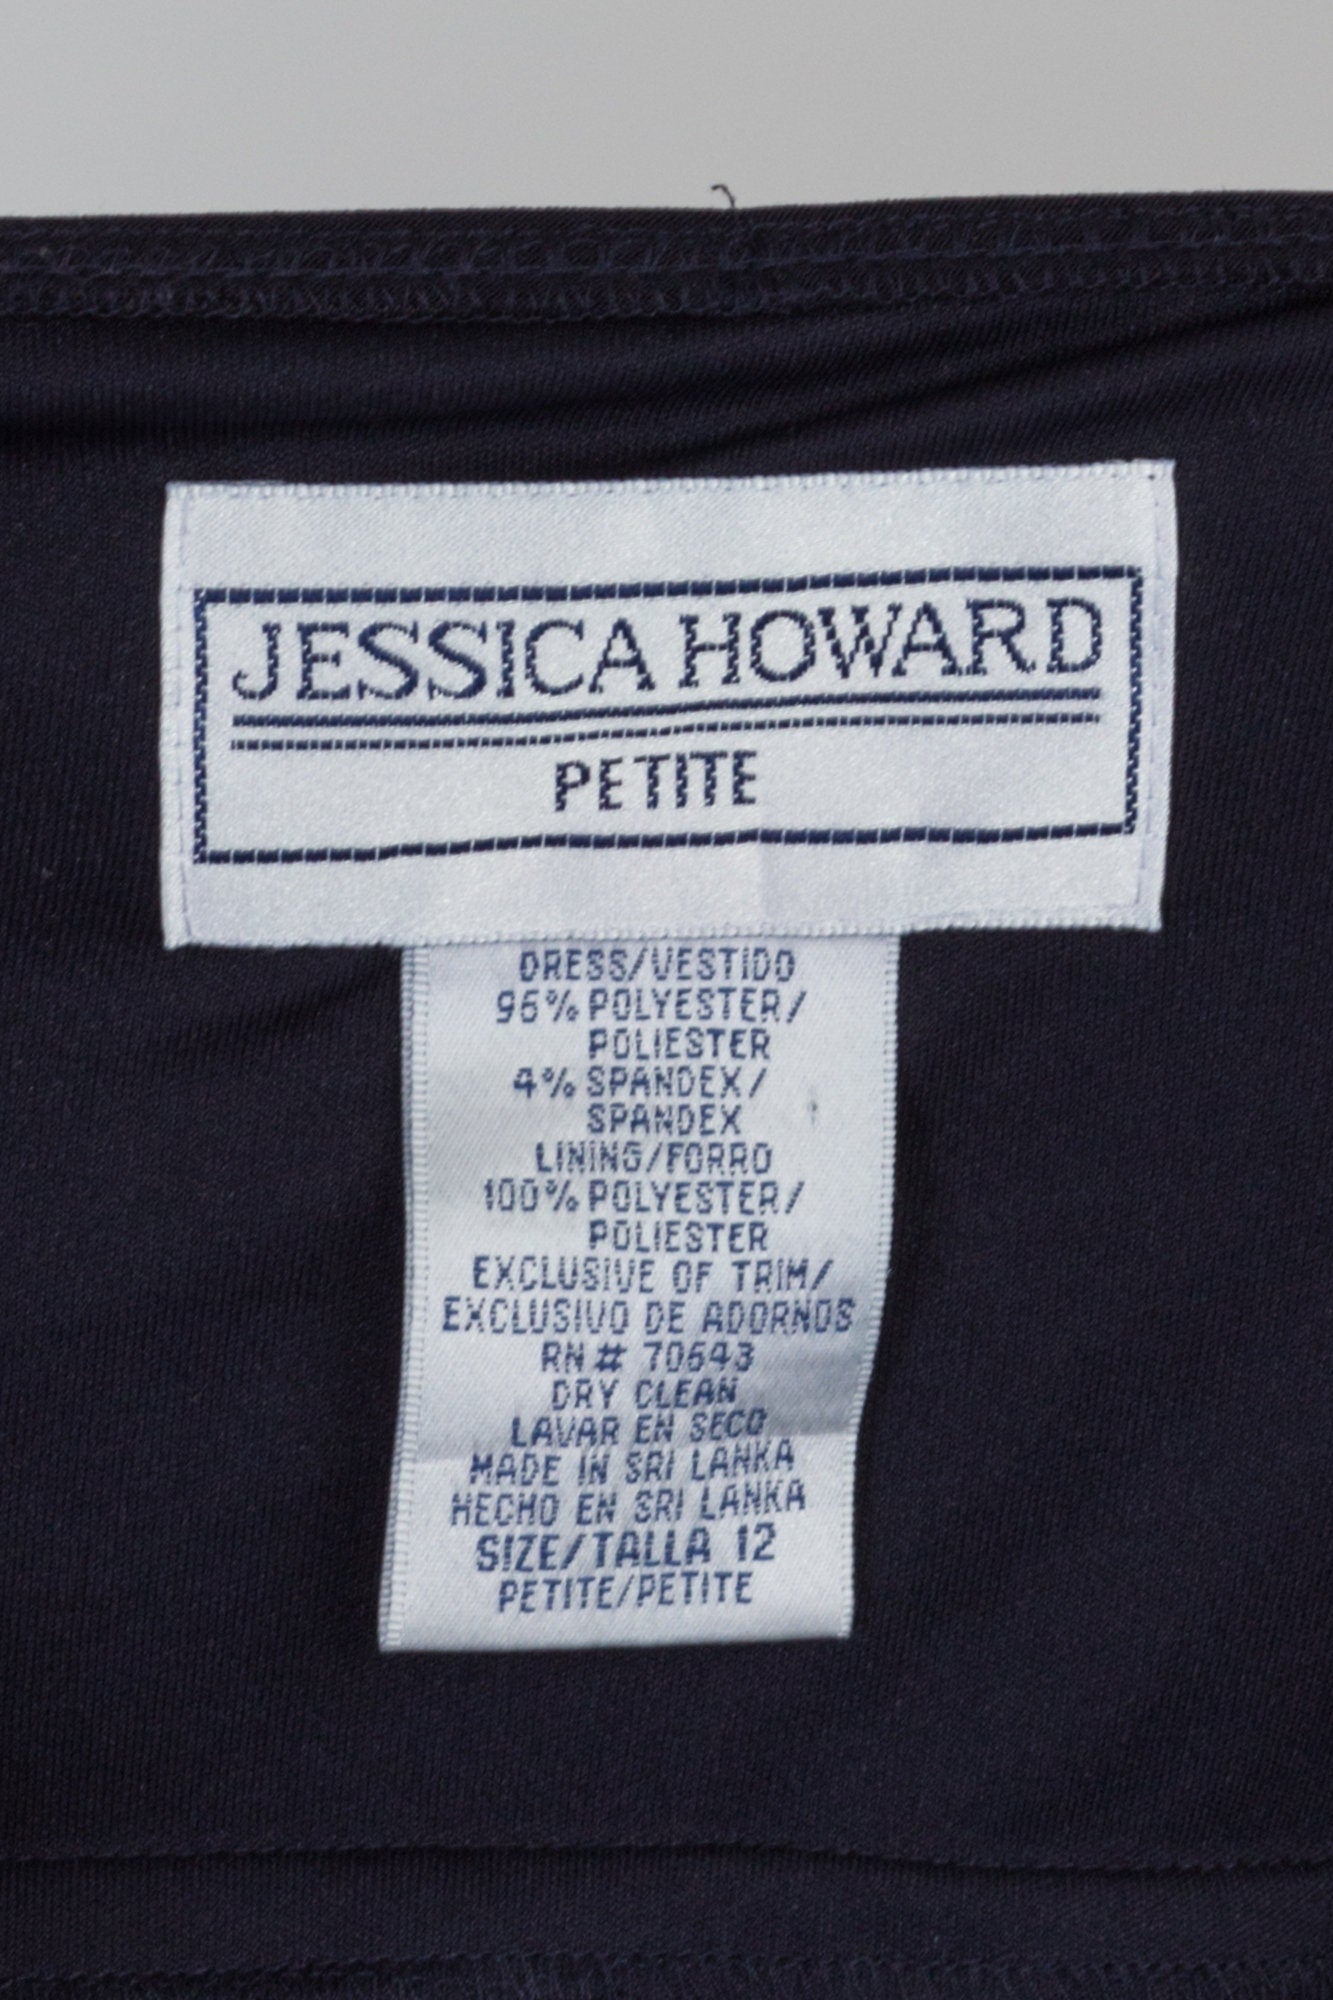 JESSICA HOWARD
PETITE
DRESS/VESTIDO
96% POLYESTER/
POLIESTER
4% SPANDEX/
SPANDEX
LINING/FORRO
100% POLYESTER/
POLIESTER
EXCLUSIVE OF TRIM/
EXCLUSIVO DE ADORNOS
RN# 70643
DRY CLEAN
LAVAR EN SECO
MADE IN SRI LANKA
HECHO EN SRI LANKA
SIZE/TALLA 12
PETITE/PETITE